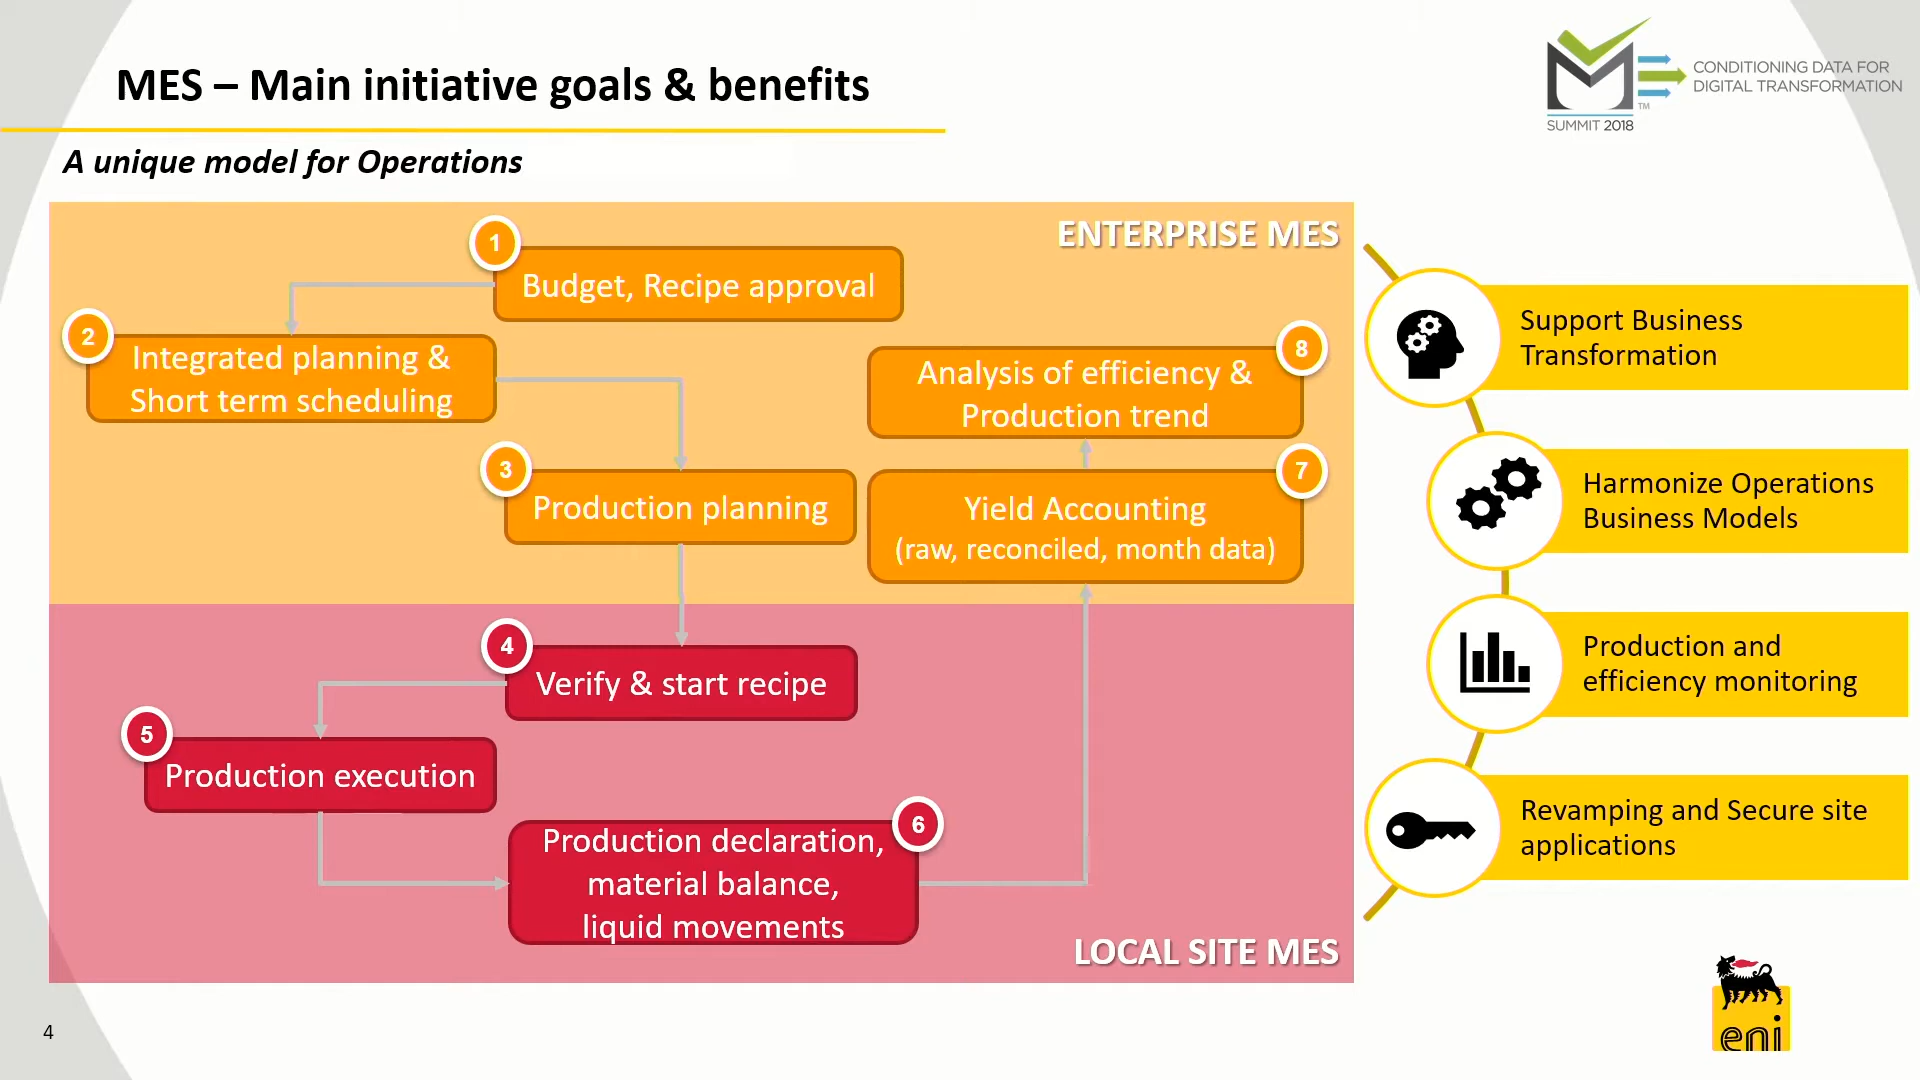 MES – Main initiative goals & benefits
CONDITIONING DATA FOR
DIGITAL TRANSFORMATION
TM
SUMMIT 2018
A unique model for Operations
ENTERPRISE MES
1
Budget, Recipe approval
2
Integrated planning &
Short term scheduling
3
Production planning
8
Analysis of efficiency &
Production trend
7
Yield Accounting
(raw, reconciled, month data)
4
Verify & start recipe
5
Production execution
6
Production declaration,
material balance,
liquid movements
LOCAL SITE MES
Support Business
Transformation
Harmonize Operations
Business Models
Production and
efficiency monitoring
Revamping and Secure site
applications
eni
4